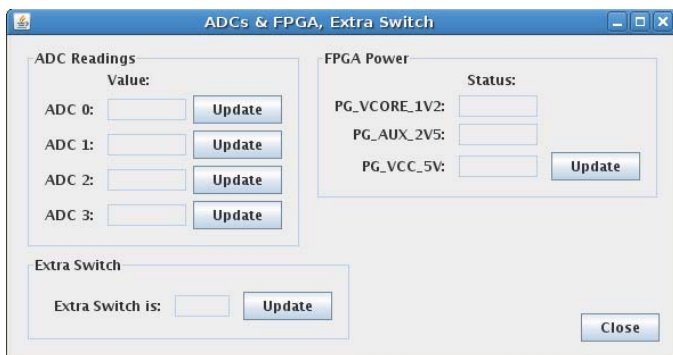 ADCs & FPGA, Extra Switch
ADC Readings
Value:
ADC 0: Update
ADC 1: Update
ADC 2: Update
ADC 3: Update
FPGA Power
Status:
PG_VCORE_1V2:
PG_AUX_2V5:
PG_VCC_5V: Update
Extra Switch
Extra Switch is: Update
Close